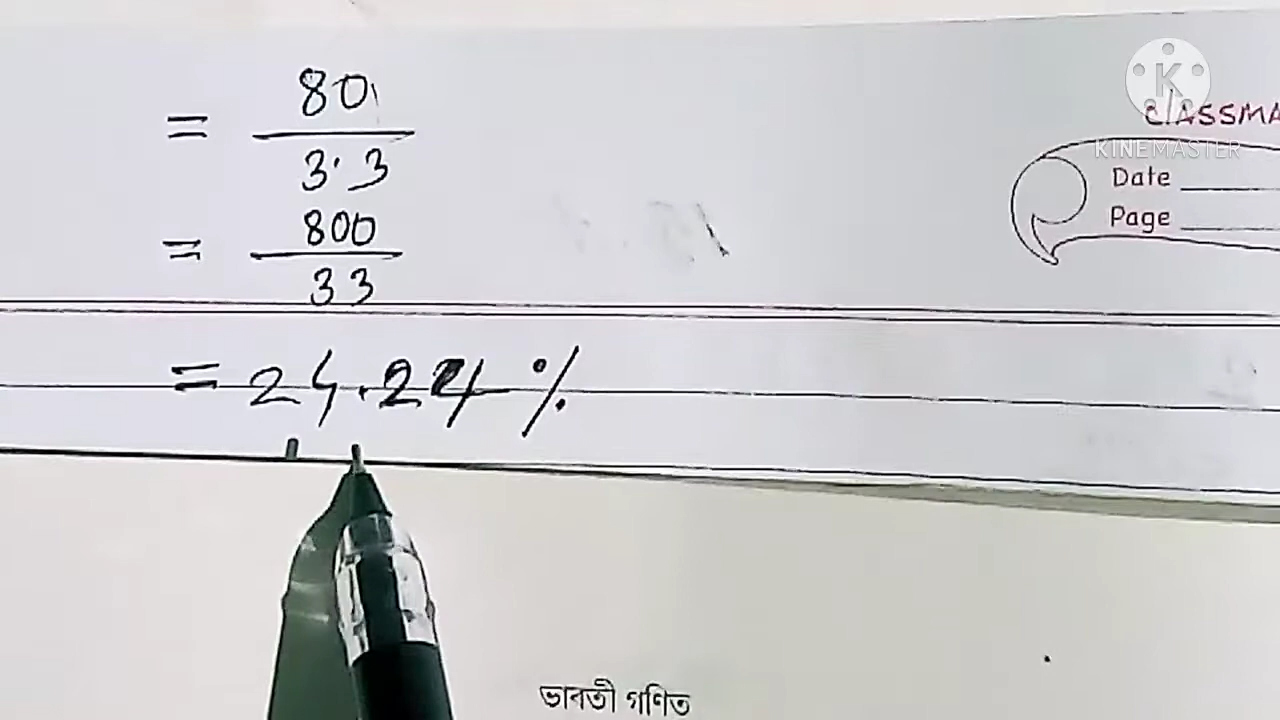 = 80 / 3.3
= 800 / 33
= 24.24 %
CLASSMA
KINEMASTER
Date
Page
ভাবতী গণিত